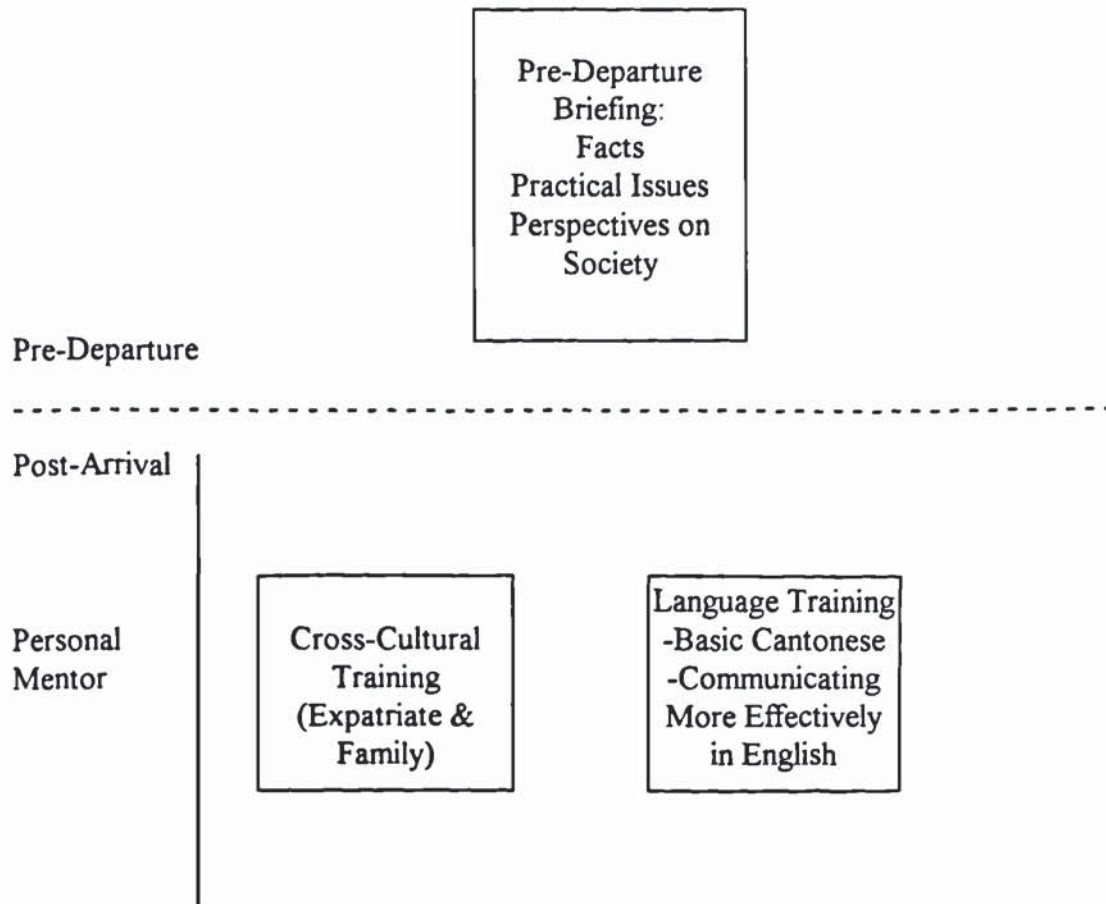 Pre-Departure
Briefing:
Facts
Practical Issues
Perspectives on
Society
Pre-Departure
Post-Arrival
Personal
Mentor
Cross-Cultural
Training
(Expatriate &
Family)
Language Training
-Basic Cantonese
-Communicating
More Effectively
in English